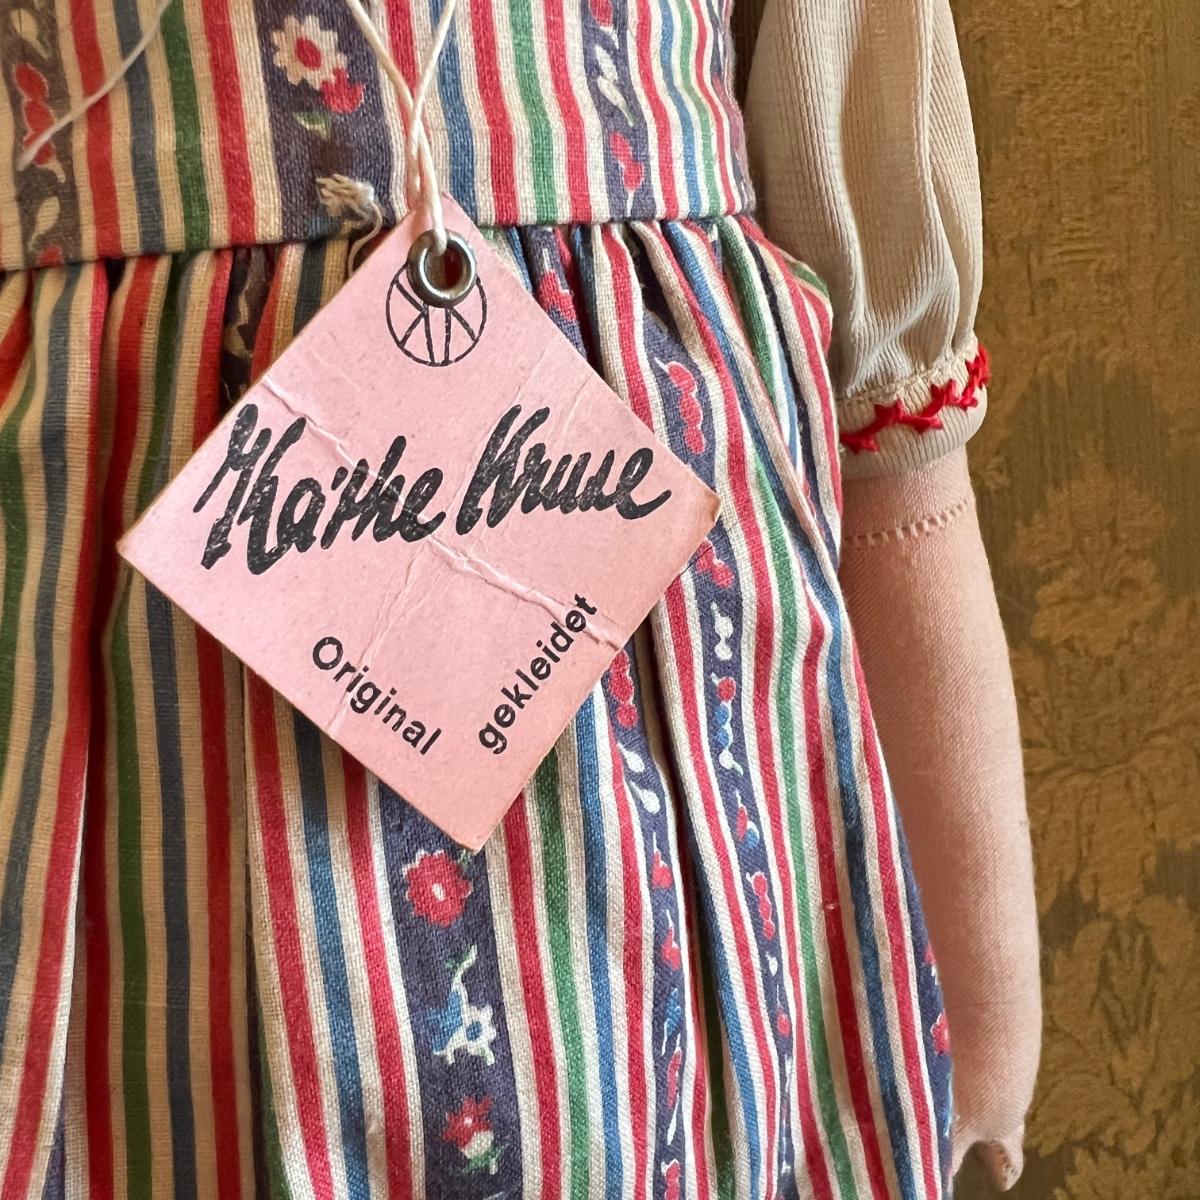 Käthe Kruse
Original
gekleidet